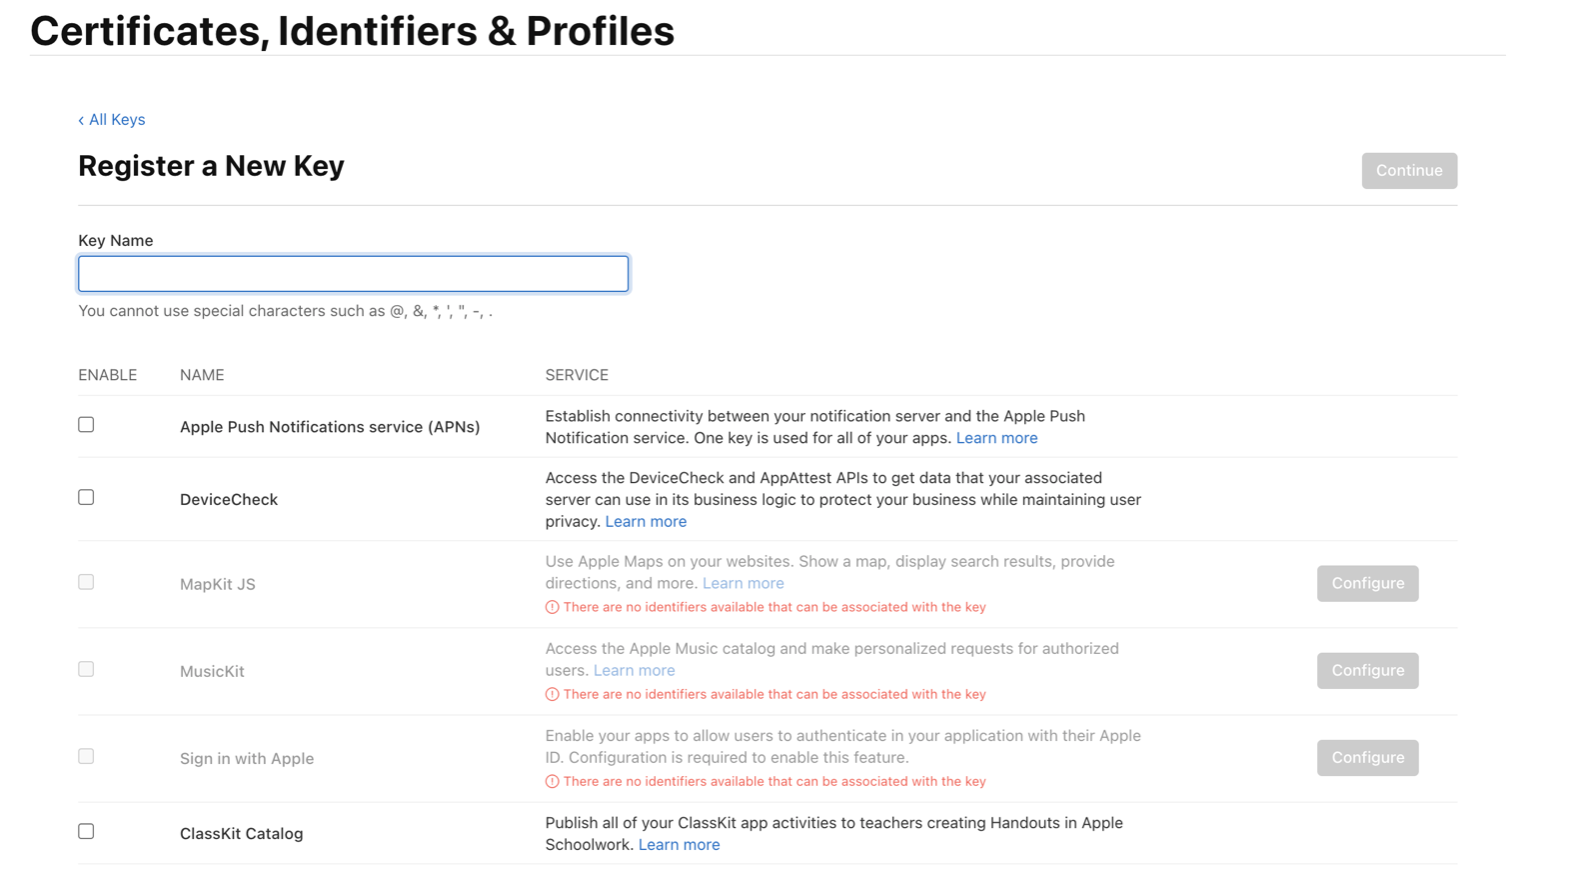 Certificates, Identifiers & Profiles
‹ All Keys
Register a New Key
Continue
Key Name
You cannot use special characters such as @, &, *, ', ", -, .
ENABLE NAME SERVICE
Apple Push Notifications service (APNs)
Establish connectivity between your notification server and the Apple Push
Notification service. One key is used for all of your apps. Learn more
DeviceCheck
Access the DeviceCheck and AppAttest APIs to get data that your associated
server can use in its business logic to protect your business while maintaining user
privacy. Learn more
MapKit JS
Use Apple Maps on your websites. Show a map, display search results, provide
directions, and more. Learn more
There are no identifiers available that can be associated with the key
Configure
MusicKit
Access the Apple Music catalog and make personalized requests for authorized
users. Learn more
There are no identifiers available that can be associated with the key
Configure
Sign in with Apple
Enable your apps to allow users to authenticate in your application with their Apple
ID. Configuration is required to enable this feature.
There are no identifiers available that can be associated with the key
Configure
ClassKit Catalog
Publish all of your ClassKit app activities to teachers creating Handouts in Apple
Schoolwork. Learn more